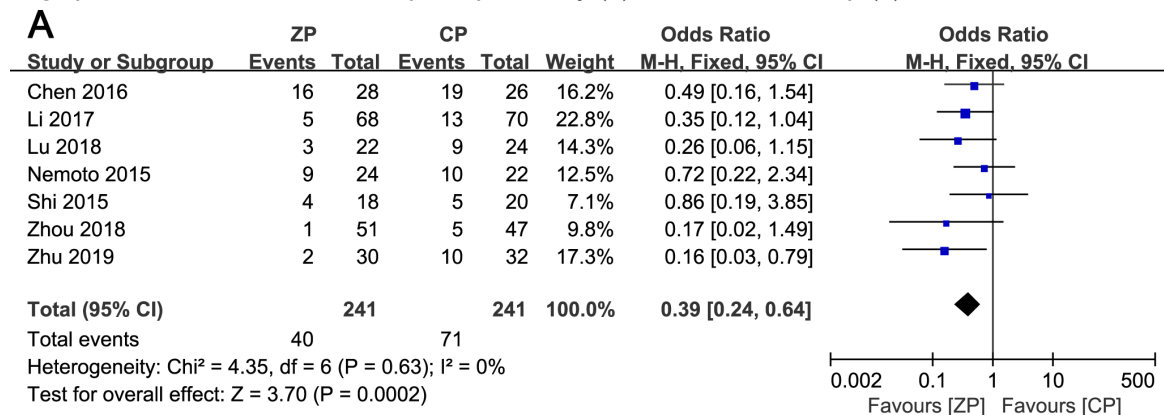 A
ZP CP Odds Ratio Odds Ratio
Study or Subgroup Events Total Events Total Weight M-H, Fixed, 95% CI M-H, Fixed, 95% CI
Chen 2016 16 28 19 26 16.2% 0.49 [0.16, 1.54]
Li 2017 5 68 13 70 22.8% 0.35 [0.12, 1.04]
Lu 2018 3 22 9 24 14.3% 0.26 [0.06, 1.15]
Nemoto 2015 9 24 10 22 12.5% 0.72 [0.22, 2.34]
Shi 2015 4 18 5 20 7.1% 0.86 [0.19, 3.85]
Zhou 2018 1 51 5 47 9.8% 0.17 [0.02, 1.49]
Zhu 2019 2 30 10 32 17.3% 0.16 [0.03, 0.79]
Total (95% CI) 241 241 100.0% 0.39 [0.24, 0.64]
Total events 40 71
Heterogeneity: Chi² = 4.35, df = 6 (P = 0.63); I² = 0%
Test for overall effect: Z = 3.70 (P = 0.0002)
0.002 0.1 1 10 500
Favours [ZP] Favours [CP]